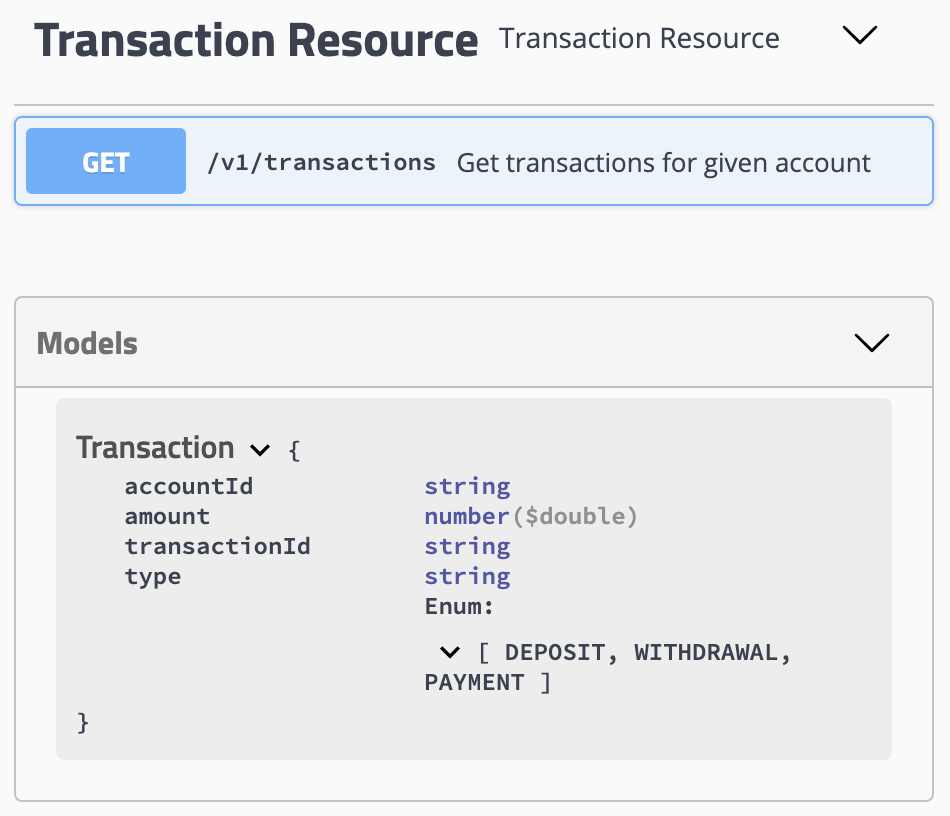 Transaction Resource Transaction Resource
GET /v1/transactions Get transactions for given account
Models
Transaction {
accountId string
amount number($double)
transactionId string
type string
Enum:
[ DEPOSIT, WITHDRAWAL,
PAYMENT ]
}